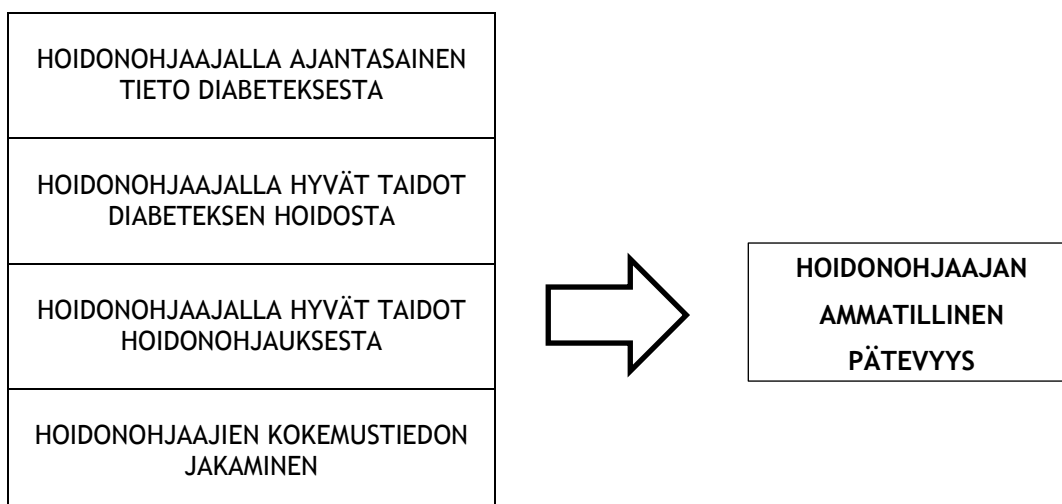 HOIDONOHJAAJALLA AJANTASAINEN
TIETO DIABETEKSESTA
HOIDONOHJAAJALLA HYVÄT TAIDOT
DIABETEKSEN HOIDOSTA
HOIDONOHJAAJALLA HYVÄT TAIDOT
HOIDONOHJAUKSESTA
HOIDONOHJAAJIEN KOKEMUSTIEDON
JAKAMINEN
HOIDONOHJAAJAN
AMMATILLINEN
PÄTEVYYS